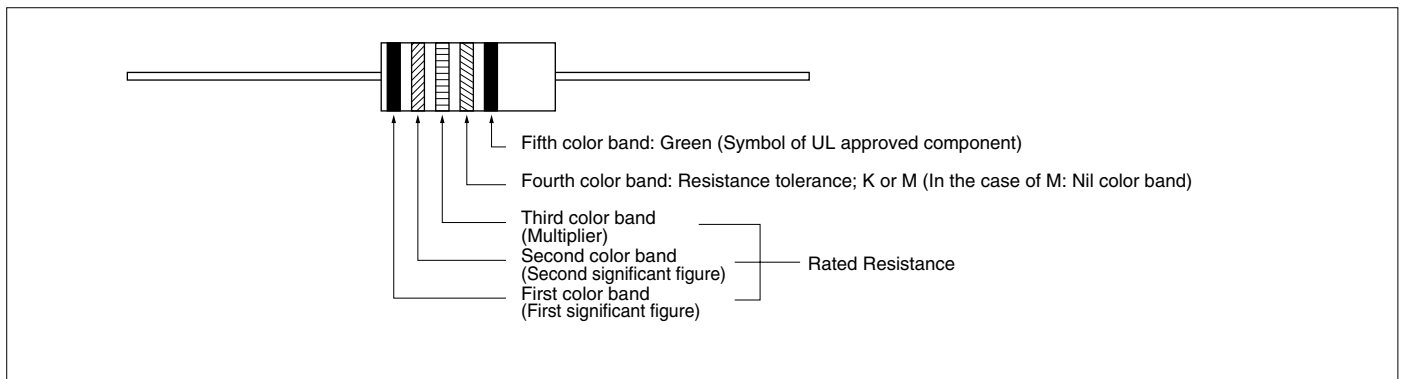 Fifth color band: Green (Symbol of UL approved component)
Fourth color band: Resistance tolerance; K or M (In the case of M: Nil color band)
Third color band
(Multiplier)
Second color band
(Second significant figure)
Rated Resistance
First color band
(First significant figure)